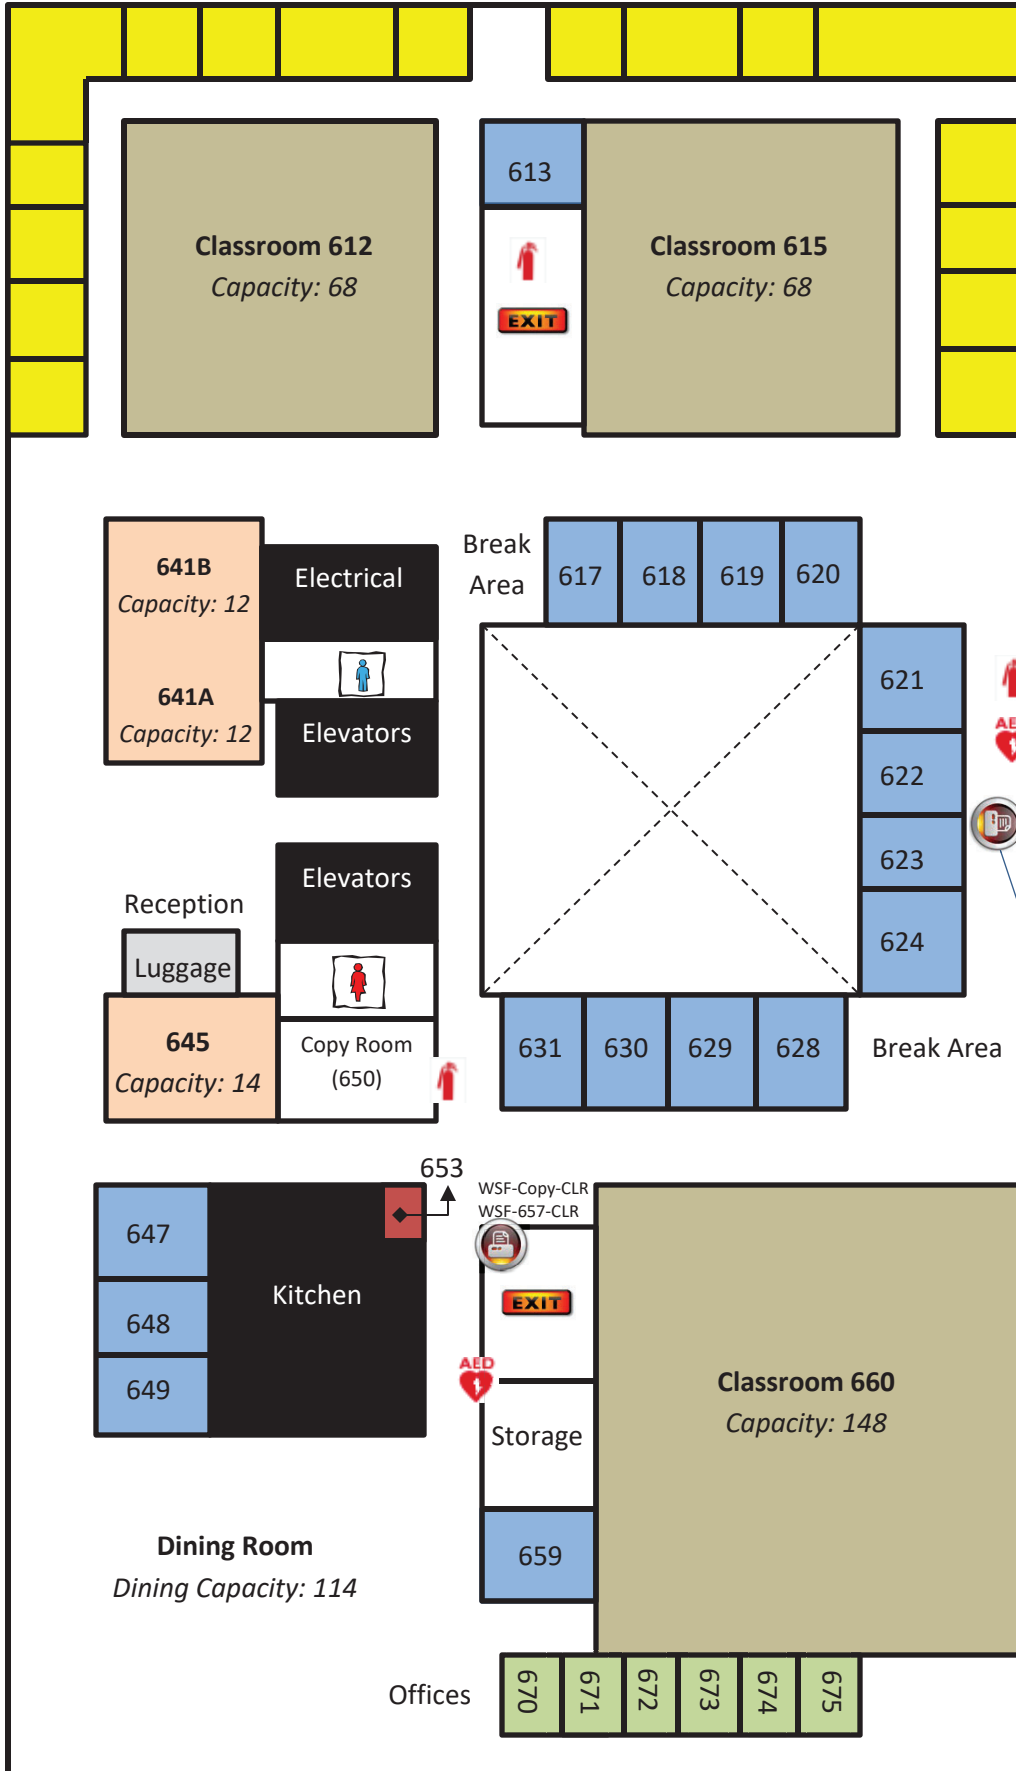 613
Classroom 612
Capacity: 68
Classroom 615
Capacity: 68
EXIT
641B
Capacity: 12
641A
Capacity: 12
Electrical
Elevators
Break
Area
617
618
619
620
621
622
623
624
AE
Elevators
Reception
Luggage
645
Capacity: 14
Copy Room
(650)
631
630
629
628
Break Area
653
WSF-Copy-CLR
WSF-657-CLR
647
648
649
Kitchen
EXIT
AED
Storage
659
Classroom 660
Capacity: 148
Dining Room
Dining Capacity: 114
Offices
670
671
672
673
674
675